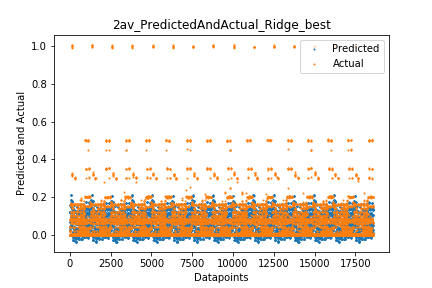 2av_PredictedAndActual_Ridge_best
Predicted
Actual
Predicted and Actual
1.0
0.8
0.6
0.4
0.2
0.0
0 2500 5000 7500 10000 12500 15000 17500
Datapoints